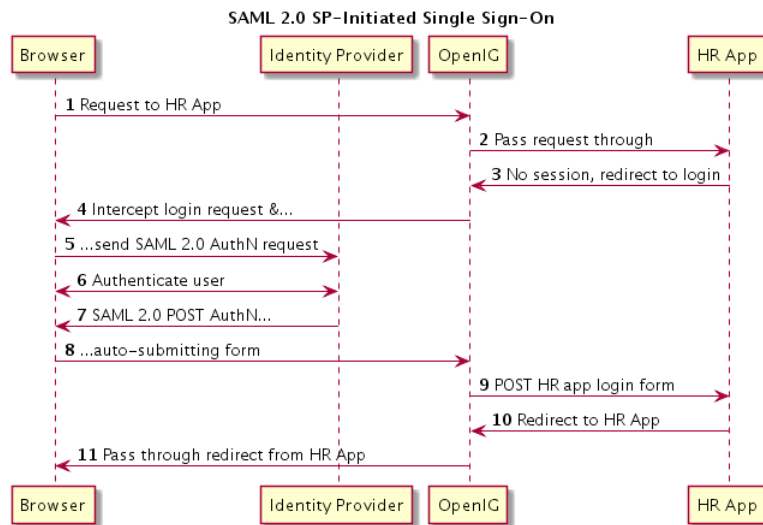 SAML 2.0 SP-Initiated Single Sign-On
Browser
Identity Provider
OpenIG
HR App
1 Request to HR App
2 Pass request through
3 No session, redirect to login
4 Intercept login request &...
5 ...send SAML 2.0 AuthN request
6 Authenticate user
7 SAML 2.0 POST AuthN...
8 ...auto-submitting form
9 POST HR app login form
10 Redirect to HR App
11 Pass through redirect from HR App
Browser
Identity Provider
OpenIG
HR App